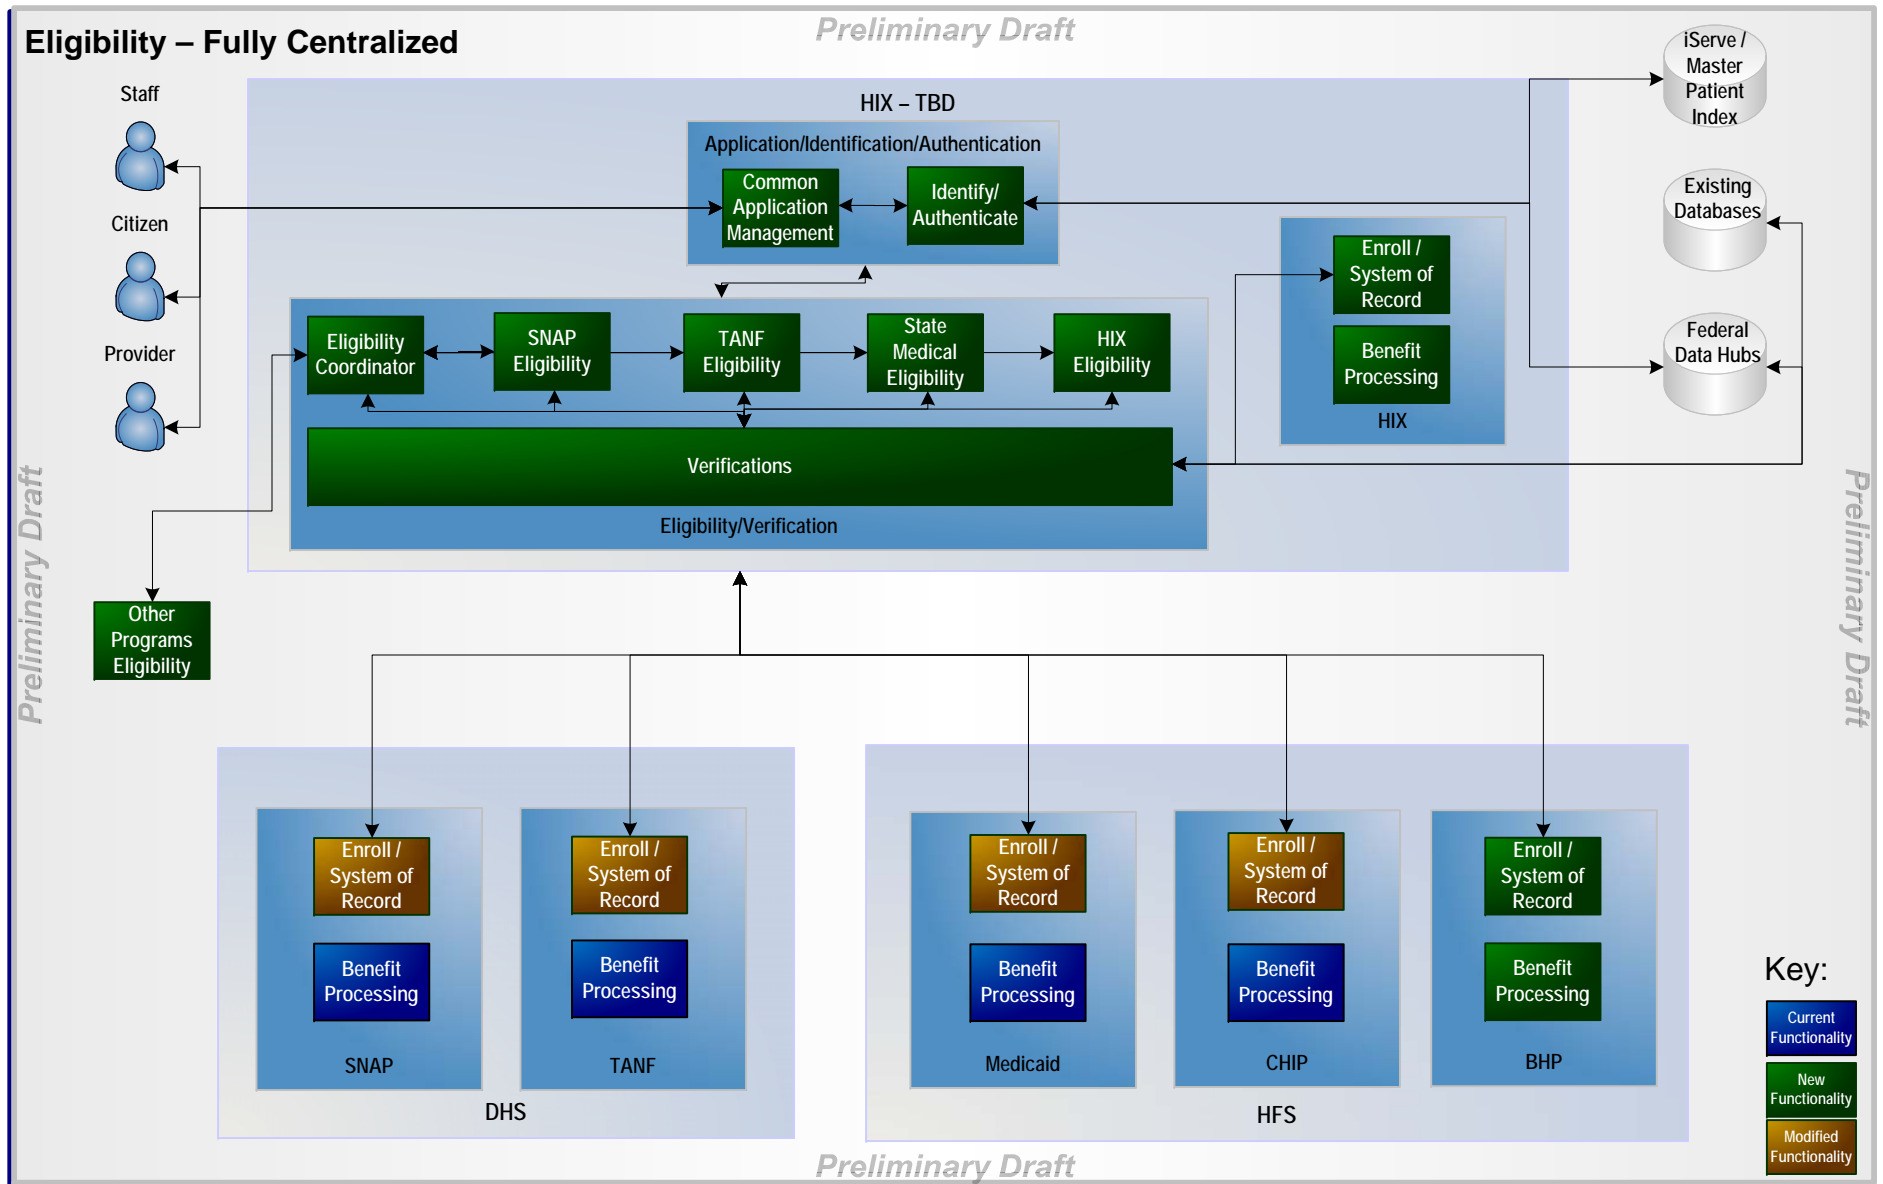 Preliminary Draft
Eligibility – Fully Centralized
Staff
Citizen
Provider
HIX – TBD
Application/Identification/Authentication
Common
Application
Management
Identify/
Authenticate
iServe /
Master
Patient
Index
Existing
Databases
Federal
Data Hubs
Enroll /
System of
Record
Benefit
Processing
HIX
Eligibility
Coordinator
SNAP
Eligibility
TANF
Eligibility
State
Medical
Eligibility
HIX
Eligibility
Verifications
Eligibility/Verification
Preliminary Draft
Preliminary Draft
Other
Programs
Eligibility
Enroll /
System of
Record
Benefit
Processing
SNAP
Enroll /
System of
Record
Benefit
Processing
TANF
DHS
Enroll /
System of
Record
Benefit
Processing
Medicaid
Enroll /
System of
Record
Benefit
Processing
CHIP
Enroll /
System of
Record
Benefit
Processing
BHP
HFS
Key:
Current
Functionality
New
Functionality
Modified
Functionality
Preliminary Draft